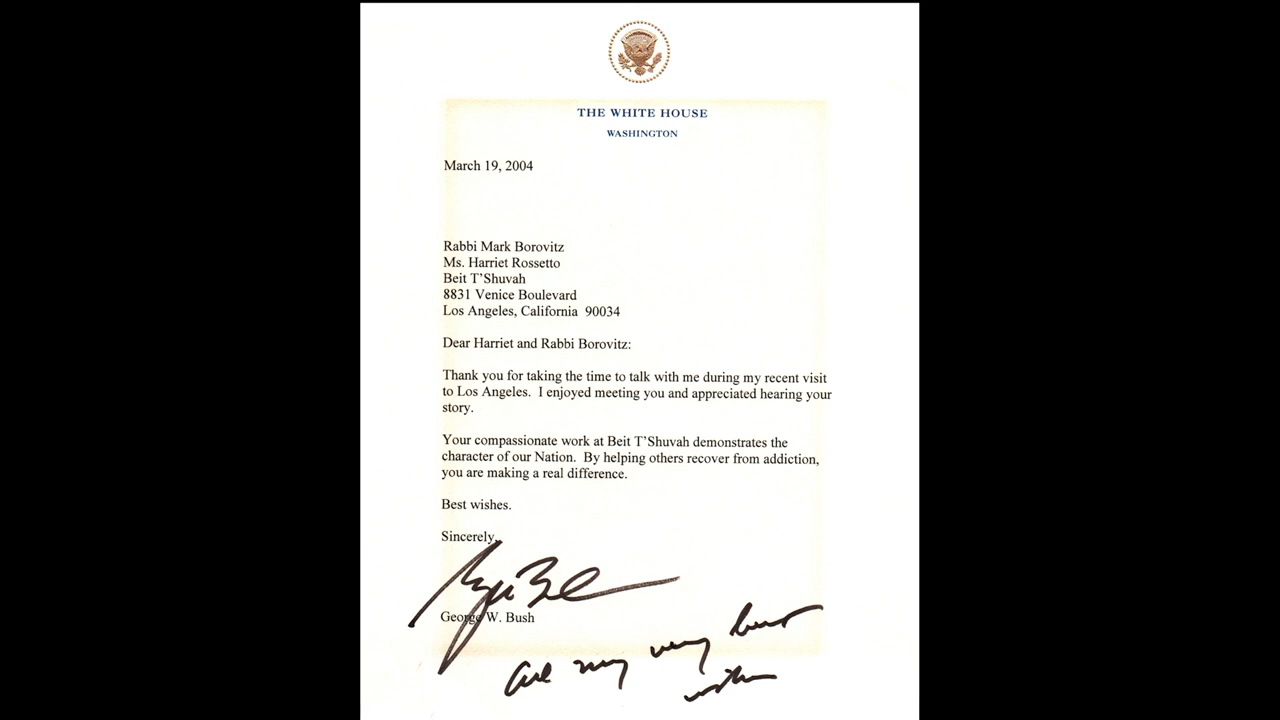 THE WHITE HOUSE
WASHINGTON
March 19, 2004
Rabbi Mark Borovitz
Ms. Harriet Rossetto
Beit T'Shuvah
8831 Venice Boulevard
Los Angeles, California  90034
Dear Harriet and Rabbi Borovitz:
Thank you for taking the time to talk with me during my recent visit
to Los Angeles.  I enjoyed meeting you and appreciated hearing your
story.
Your compassionate work at Beit T'Shuvah demonstrates the
character of our Nation.  By helping others recover from addiction,
you are making a real difference.
Best wishes.
Sincerely,
George W. Bush
my very best
wishes